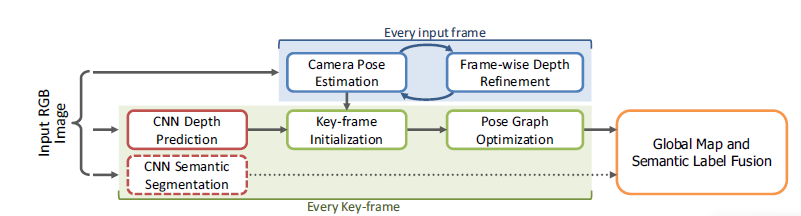 Every input frame
Camera Pose
Estimation
Frame-wise Depth
Refinement
Input RGB
Image
CNN Depth
Prediction
Key-frame
Initialization
Pose Graph
Optimization
Global Map and
Semantic Label Fusion
CNN Semantic
Segmentation
Every Key-frame